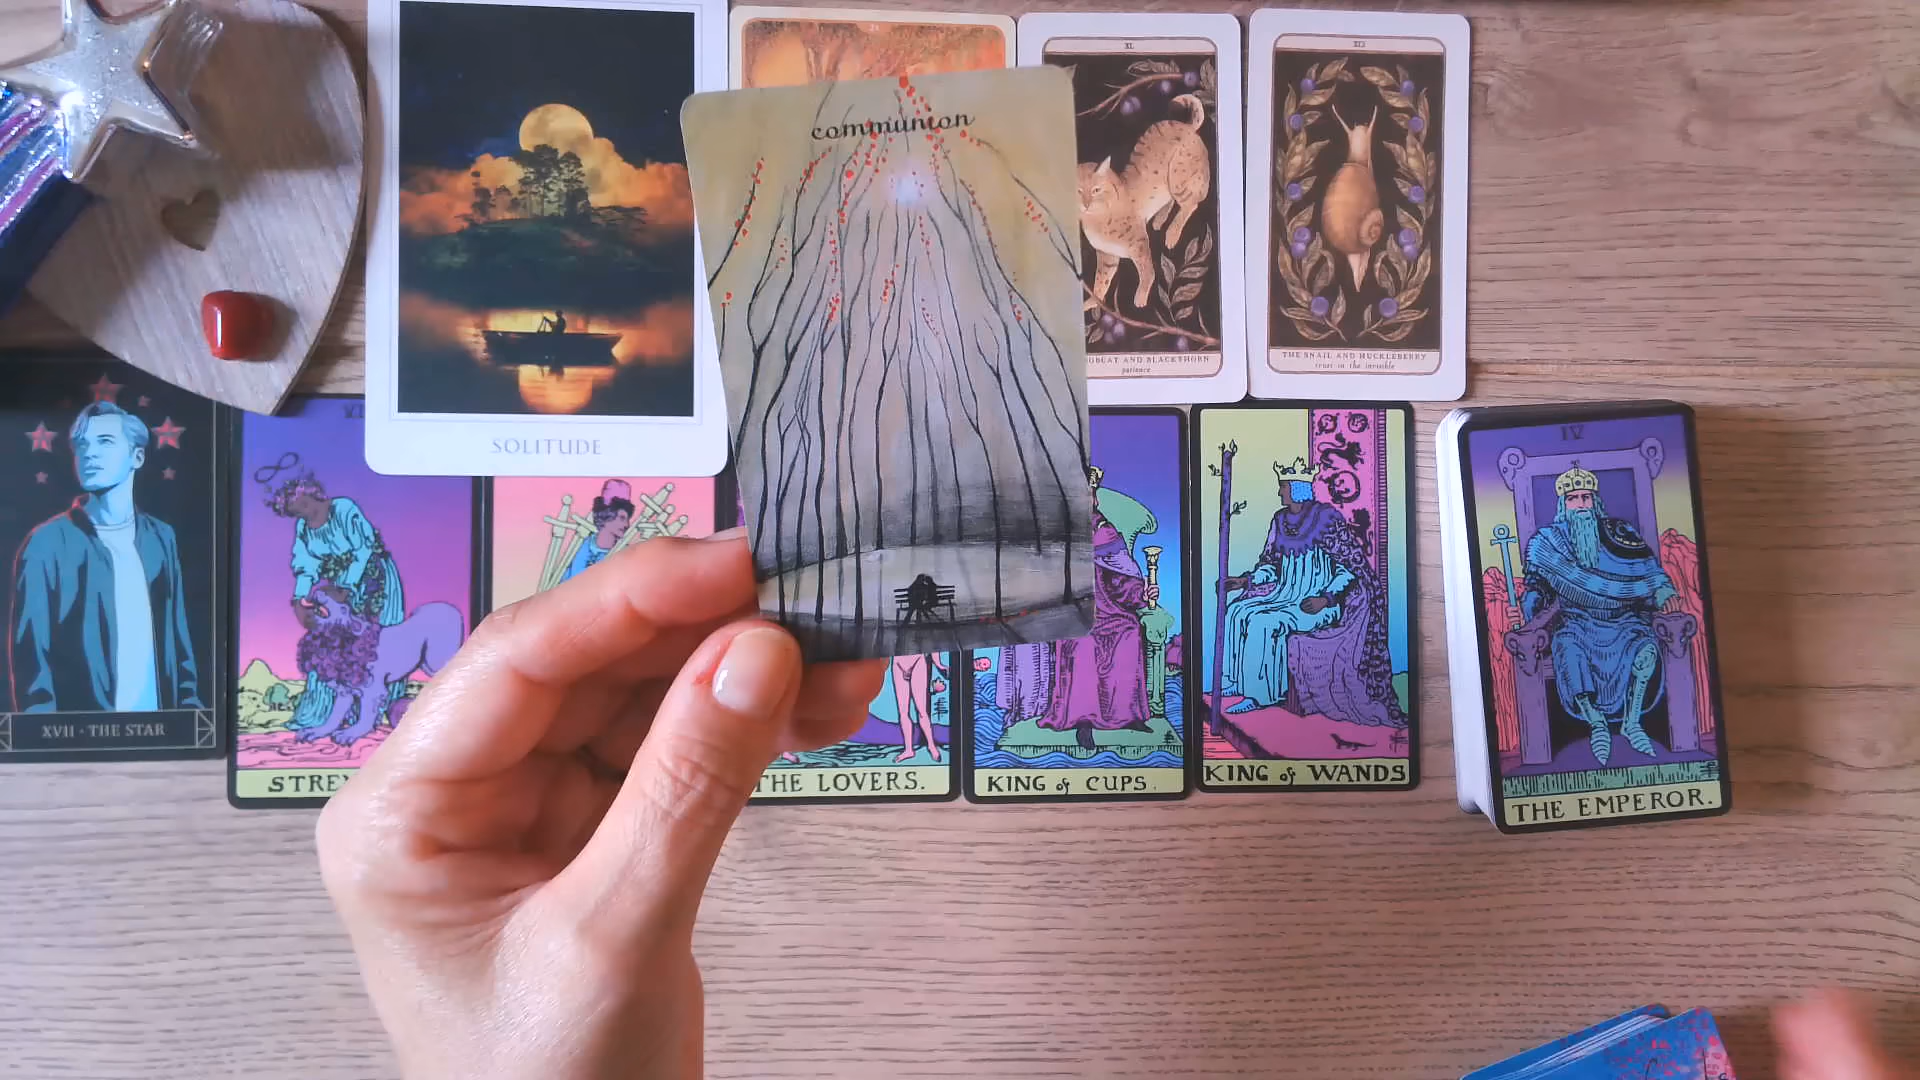 communion
XI
XIX
SOLITUDE
BOBCAT AND BLACKTHORN
patience
THE SNAIL AND HUCKLEBERRY
trust in the invisible
IV
XVII · THE STAR
THE LOVERS.
KING of CUPS.
KING of WANDS
THE EMPEROR.